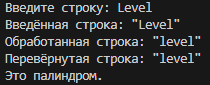 Введите строку: Level
Введённая строка: "Level"
Обработанная строка: "level"
Перевёрнутая строка: "level"
Это палиндром.